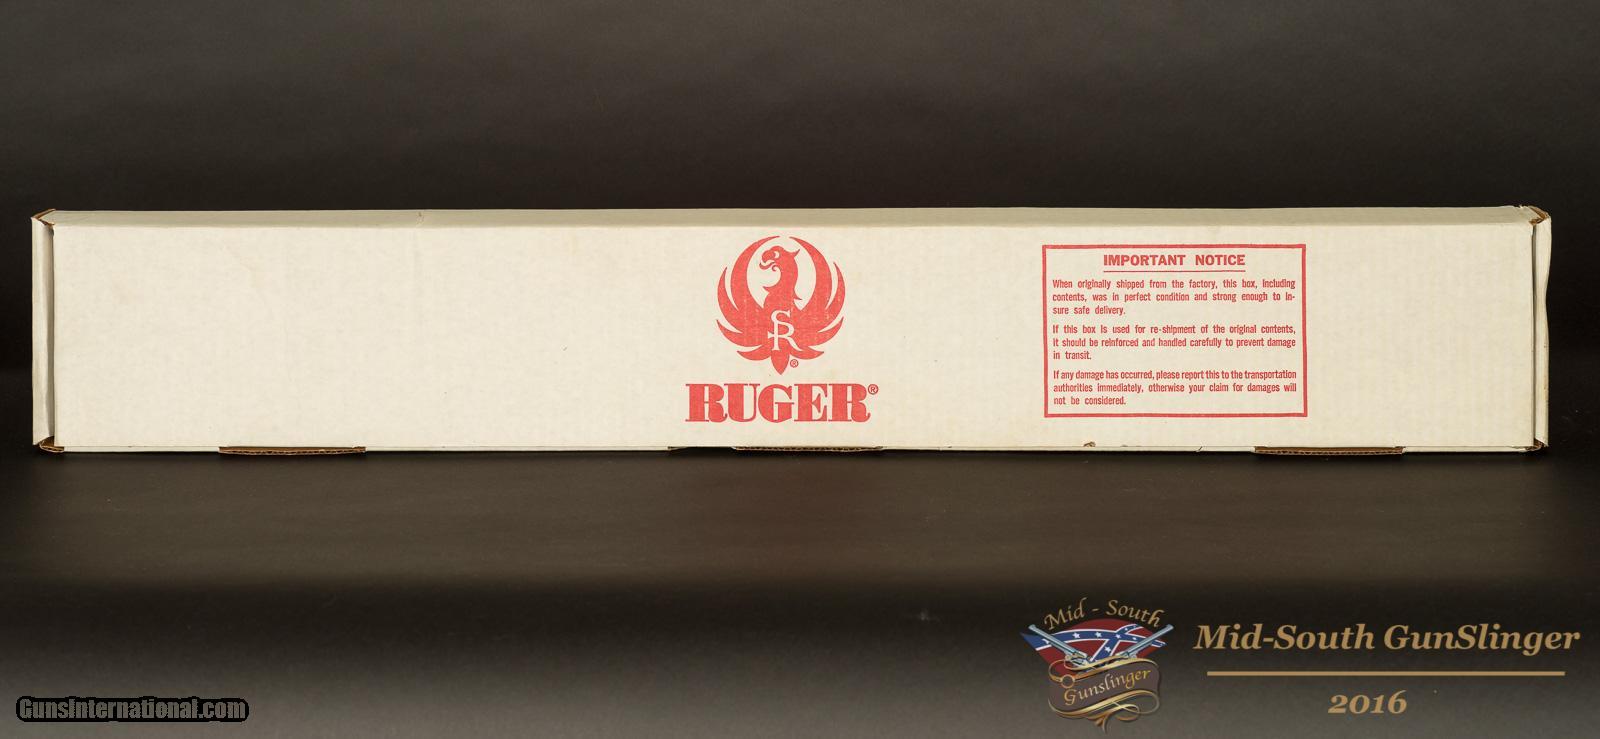 SR
®
RUGER®
IMPORTANT NOTICE
When originally shipped from the factory, this box, including
contents, was in perfect condition and strong enough to in-
sure safe delivery.
If this box is used for re-shipment of the original contents,
it should be reinforced and handled carefully to prevent damage
in transit.
If any damage has occurred, please report this to the transportation
authorities immediately, otherwise your claim for damages will
not be considered.
Mid - South
Gunslinger
Mid-South GunSlinger
2016
GunsInternational.com